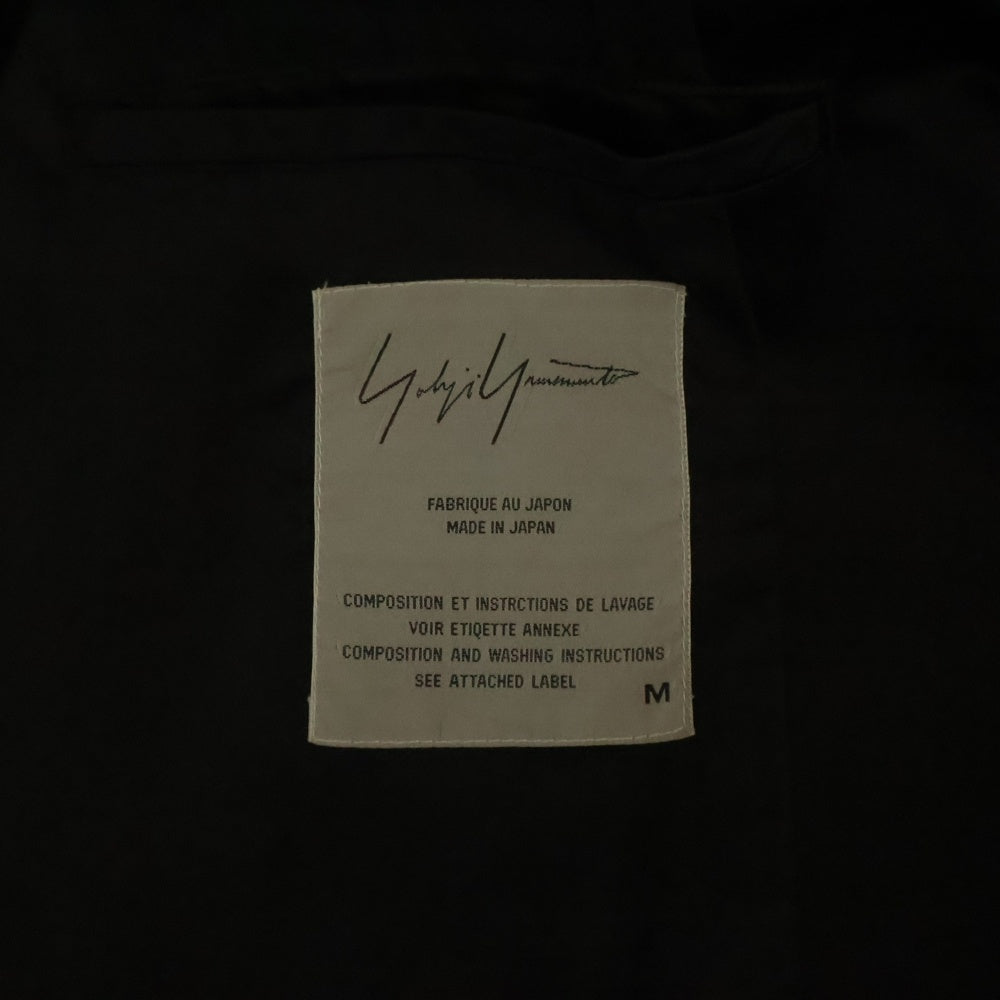 Yohji Yamamoto
FABRIQUE AU JAPON
MADE IN JAPAN
COMPOSITION ET INSTRCTIONS DE LAVAGE
VOIR ETIQETTE ANNEXE
COMPOSITION AND WASHING INSTRUCTIONS
SEE ATTACHED LABEL
M